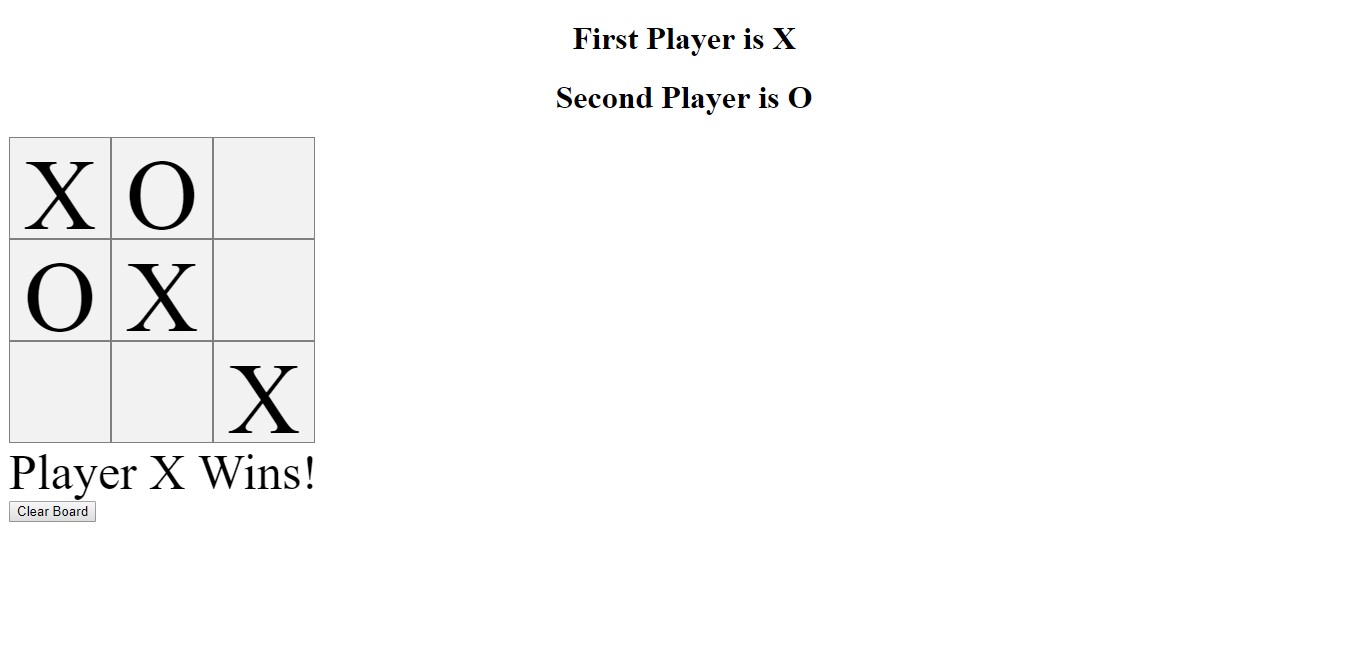 First Player is X
Second Player is O
X O
O X
X
Player X Wins!
Clear Board